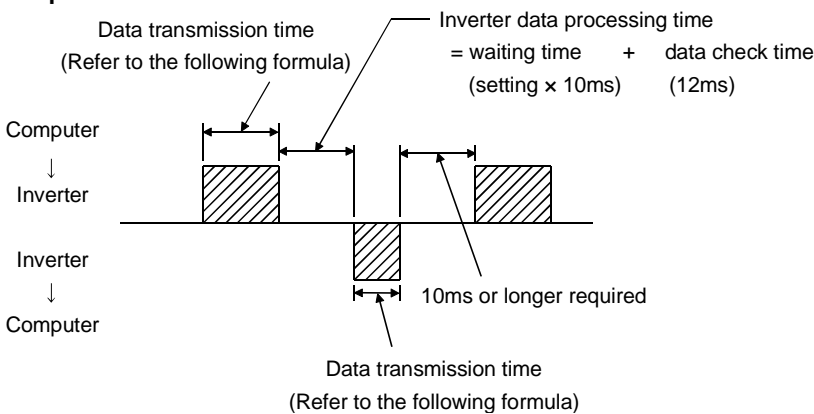 Data transmission time
(Refer to the following formula)
Inverter data processing time
= waiting time + data check time
(setting × 10ms) (12ms)
Computer
↓
Inverter
Inverter
↓
Computer
10ms or longer required
Data transmission time
(Refer to the following formula)